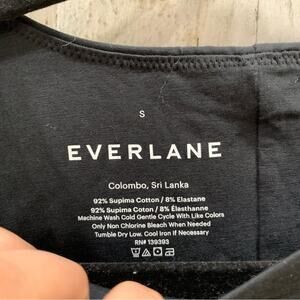 S
EVERLANE
Colombo, Sri Lanka
92% Supima Cotton / 8% Elastane
92% Supima Cotton / 8% Élasthanne
Machine Wash Cold Gentle Cycle With Like Colors
Only Non Chlorine Bleach When Needed
Tumble Dry Low. Cool Iron if Necessary
RN# 139393